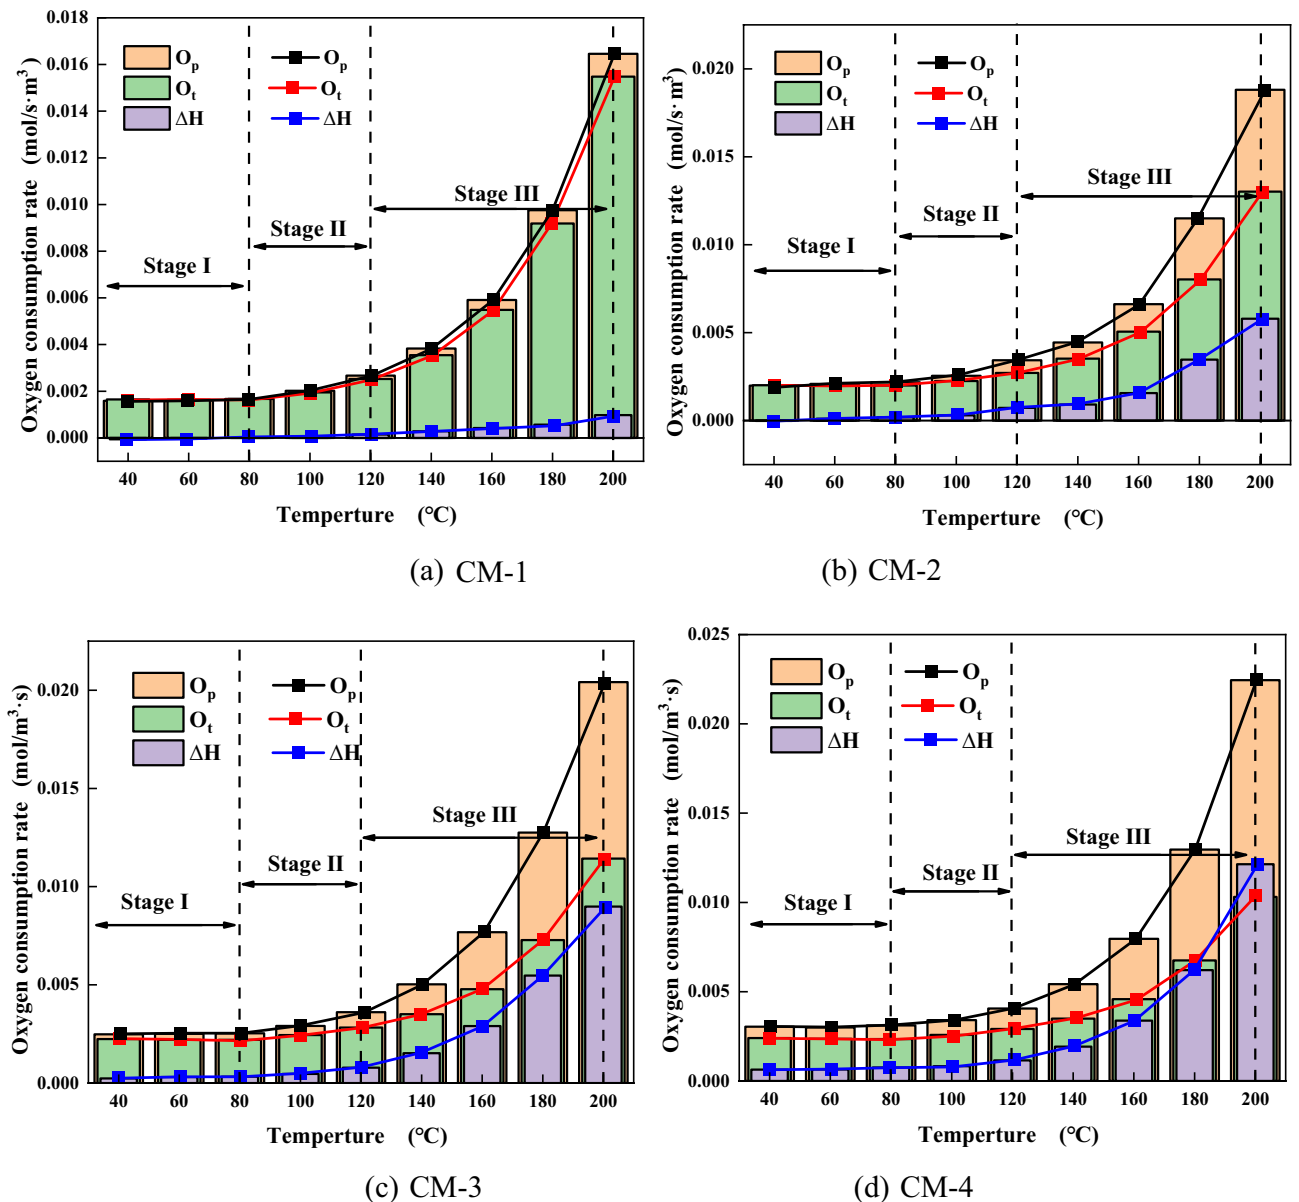 0.018
0.016
0.014
0.012
0.010
0.008
0.006
0.004
0.002
0.000
Oxygen consumption rate (mol/s·m³)
Oₚ
Oₜ
ΔH
Oₚ
Oₜ
ΔH
Stage I
Stage II
Stage III
40 60 80 100 120 140 160 180 200
Temperture (°C)
(a) CM-1
0.020
0.015
0.010
0.005
0.000
Oxygen consumption rate (mol/s·m³)
Oₚ
Oₜ
ΔH
Oₚ
Oₜ
ΔH
Stage I
Stage II
Stage III
40 60 80 100 120 140 160 180 200
Temperture (°C)
(b) CM-2
0.020
0.015
0.010
0.005
0.000
Oxygen consumption rate (mol/m³·s)
Oₚ
Oₜ
ΔH
Oₚ
Oₜ
ΔH
Stage I
Stage II
Stage III
40 60 80 100 120 140 160 180 200
Temperture (°C)
(c) CM-3
0.025
0.020
0.015
0.010
0.005
0.000
Oxygen consumption rate (mol/m³·s)
Oₚ
Oₜ
ΔH
Oₚ
Oₜ
ΔH
Stage I
Stage II
Stage III
40 60 80 100 120 140 160 180 200
Temperture (°C)
(d) CM-4